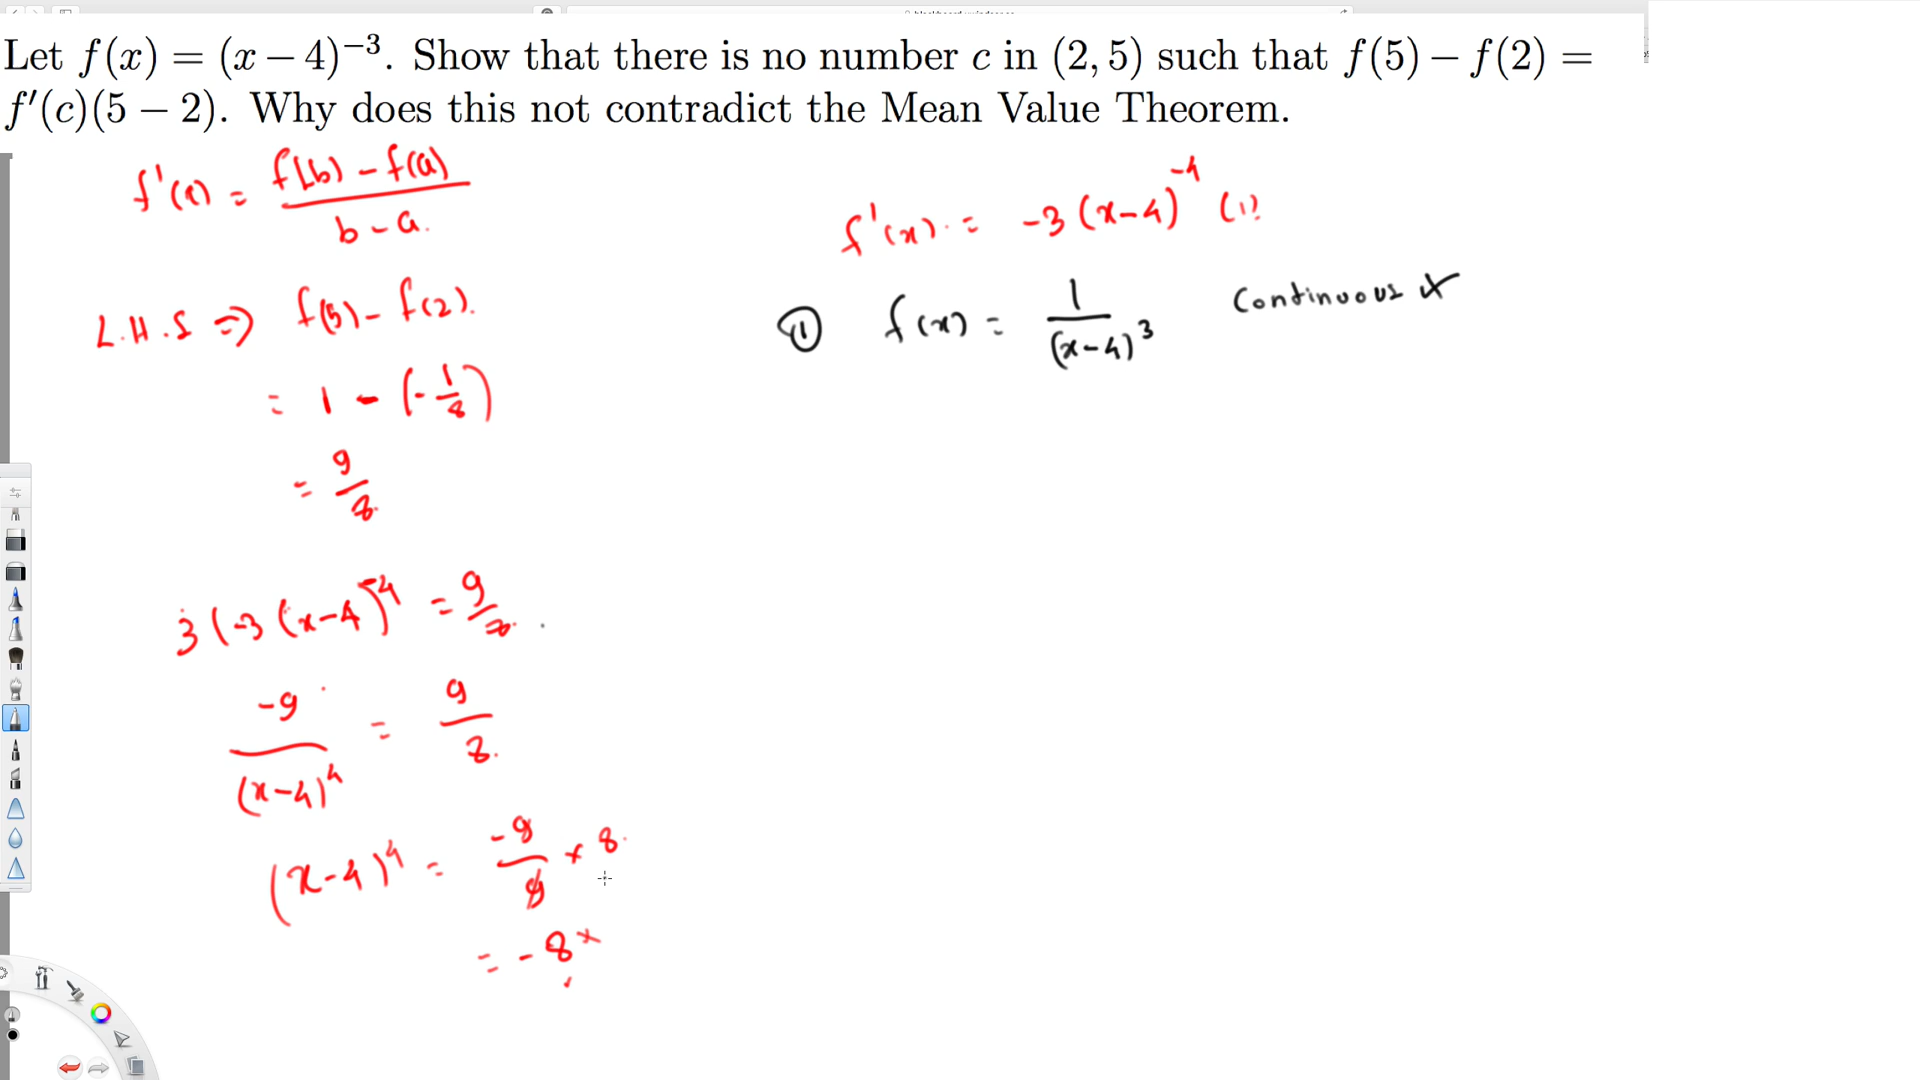 Let f(x) = (x − 4)⁻³. Show that there is no number c in (2, 5) such that f(5) − f(2) =
f′(c)(5 − 2). Why does this not contradict the Mean Value Theorem.
f'(c) = f(b) - f(a) / b - a.
L.H.S ⇒ f(5) - f(2).
= 1 - (-1/8)
= 9/8.
3(-3(x-4)⁻⁴ = 9/8.
-9/(x-4)⁴ = 9/8.
(x-4)⁴ = -9/9 × 8.
= -8 ×
f'(x) = -3(x-4)⁻⁴ (1)
① f(x) = 1/(x-4)³ Continuous ×